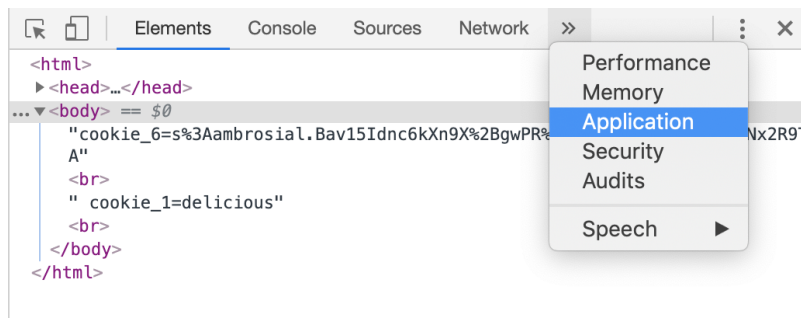 Elements Console Sources Network »
Performance
Memory
Application
Security
Audits
Speech ▶
<html>
▶<head>…</head>
...▼<body> == $0
"cookie_6=s%3Aambrosial.Bav15Idnc6kXn9X%2BgwPR% Nx2R9
A"
<br>
" cookie_1=delicious"
<br>
</body>
</html>